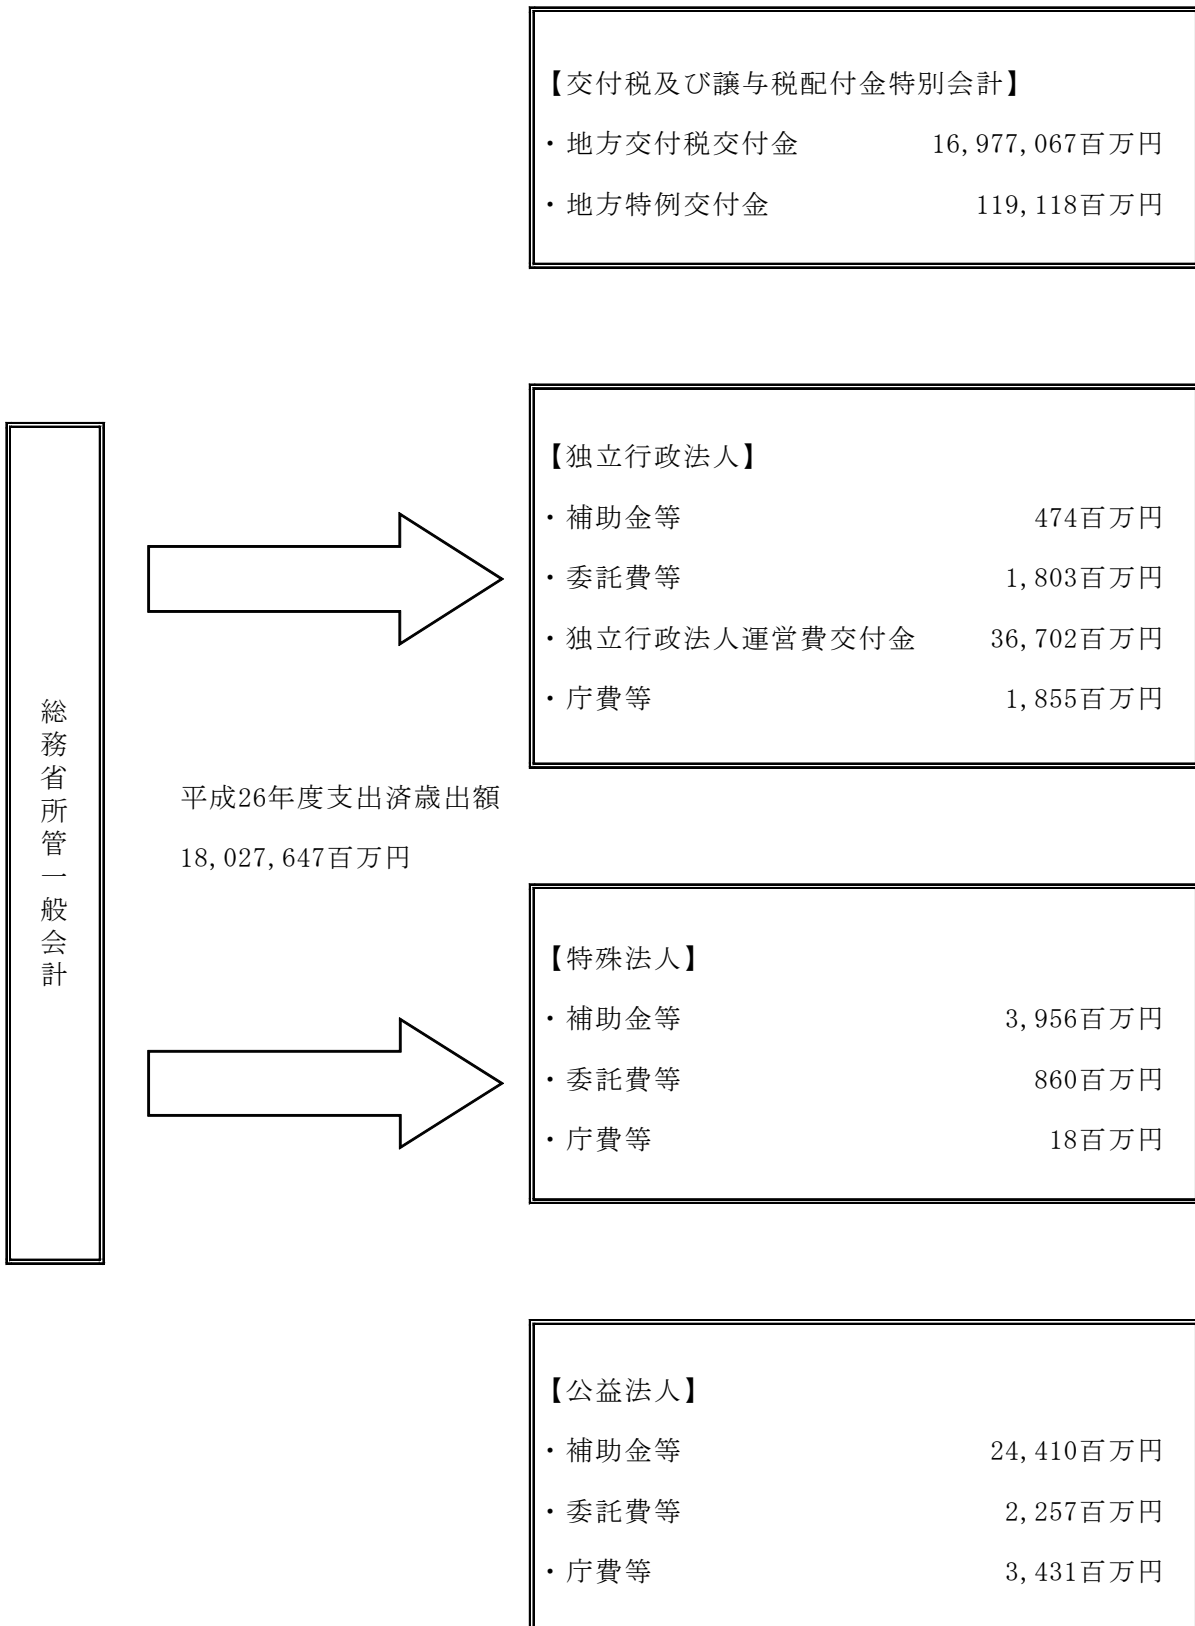 【交付税及び譲与税配付金特別会計】
・地方交付税交付金 16,977,067百万円
・地方特例交付金 119,118百万円
総務省所管一般会計
平成26年度支出済歳出額
18,027,647百万円
【独立行政法人】
・補助金等 474百万円
・委託費等 1,803百万円
・独立行政法人運営費交付金 36,702百万円
・庁費等 1,855百万円
【特殊法人】
・補助金等 3,956百万円
・委託費等 860百万円
・庁費等 18百万円
【公益法人】
・補助金等 24,410百万円
・委託費等 2,257百万円
・庁費等 3,431百万円